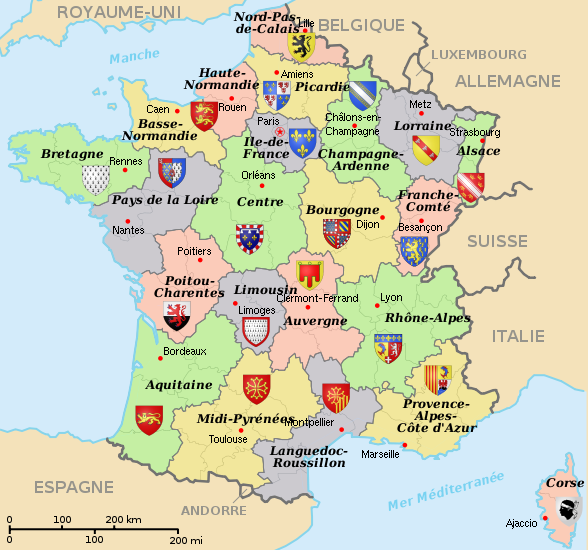 ROYAUME-UNI
Nord-Pas-
de-Calais
Lille
BELGIQUE
Manche
LUXEMBOURG
ALLEMAGNE
Haute-
Normandie
Amiens
Picardie
Rouen
Caen
Basse-
Normandie
Paris
Ile-de-
France
Châlons-en-
Champagne
Champagne-
Ardenne
Metz
Lorraine
Strasbourg
Alsace
Bretagne
Rennes
Pays de la Loire
Nantes
Orléans
Centre
Bourgogne
Dijon
Franche-
Comté
Besançon
SUISSE
Poitiers
Poitou-
Charentes
Limousin
Limoges
Clermont-Ferrand
Auvergne
Lyon
Rhône-Alpes
ITALIE
Bordeaux
Aquitaine
Midi-Pyrénées
Toulouse
Montpellier
Languedoc-
Roussillon
Provence-
Alpes-
Côte d'Azur
Marseille
Mer Méditerranée
Corse
Ajaccio
ESPAGNE
ANDORRE
0 100 200 km
0 100 200 mi